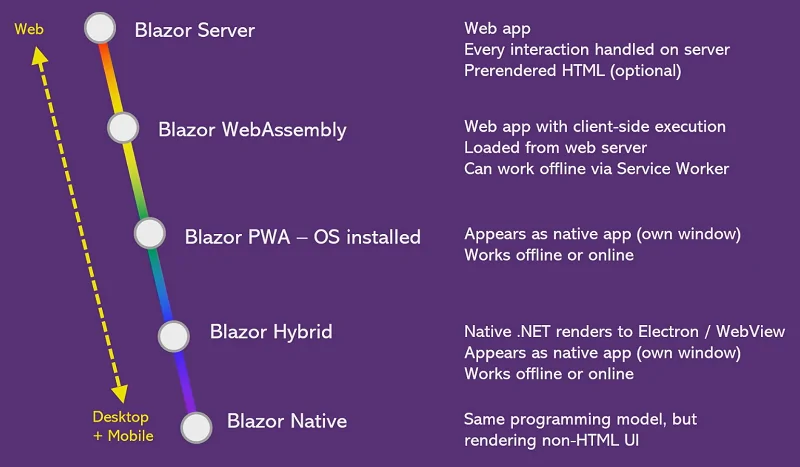 Web
Blazor Server
Web app
Every interaction handled on server
Prerendered HTML (optional)
Blazor WebAssembly
Web app with client-side execution
Loaded from web server
Can work offline via Service Worker
Blazor PWA – OS installed
Appears as native app (own window)
Works offline or online
Blazor Hybrid
Native .NET renders to Electron / WebView
Appears as native app (own window)
Works offline or online
Desktop
+ Mobile
Blazor Native
Same programming model, but
rendering non-HTML UI